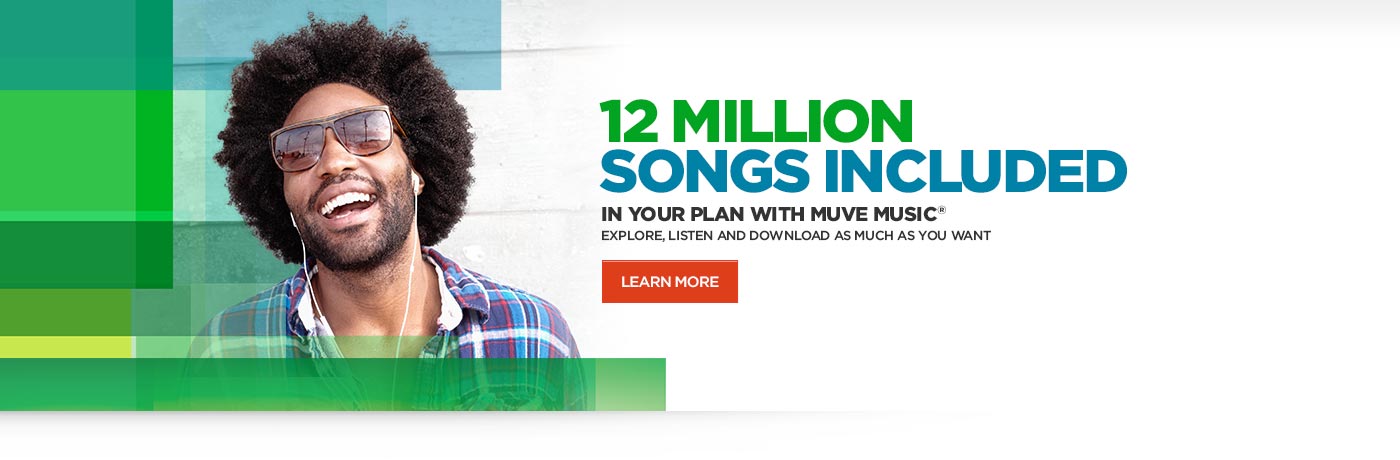 12 MILLION
SONGS INCLUDED
IN YOUR PLAN WITH MUVE MUSIC®
EXPLORE, LISTEN AND DOWNLOAD AS MUCH AS YOU WANT
LEARN MORE